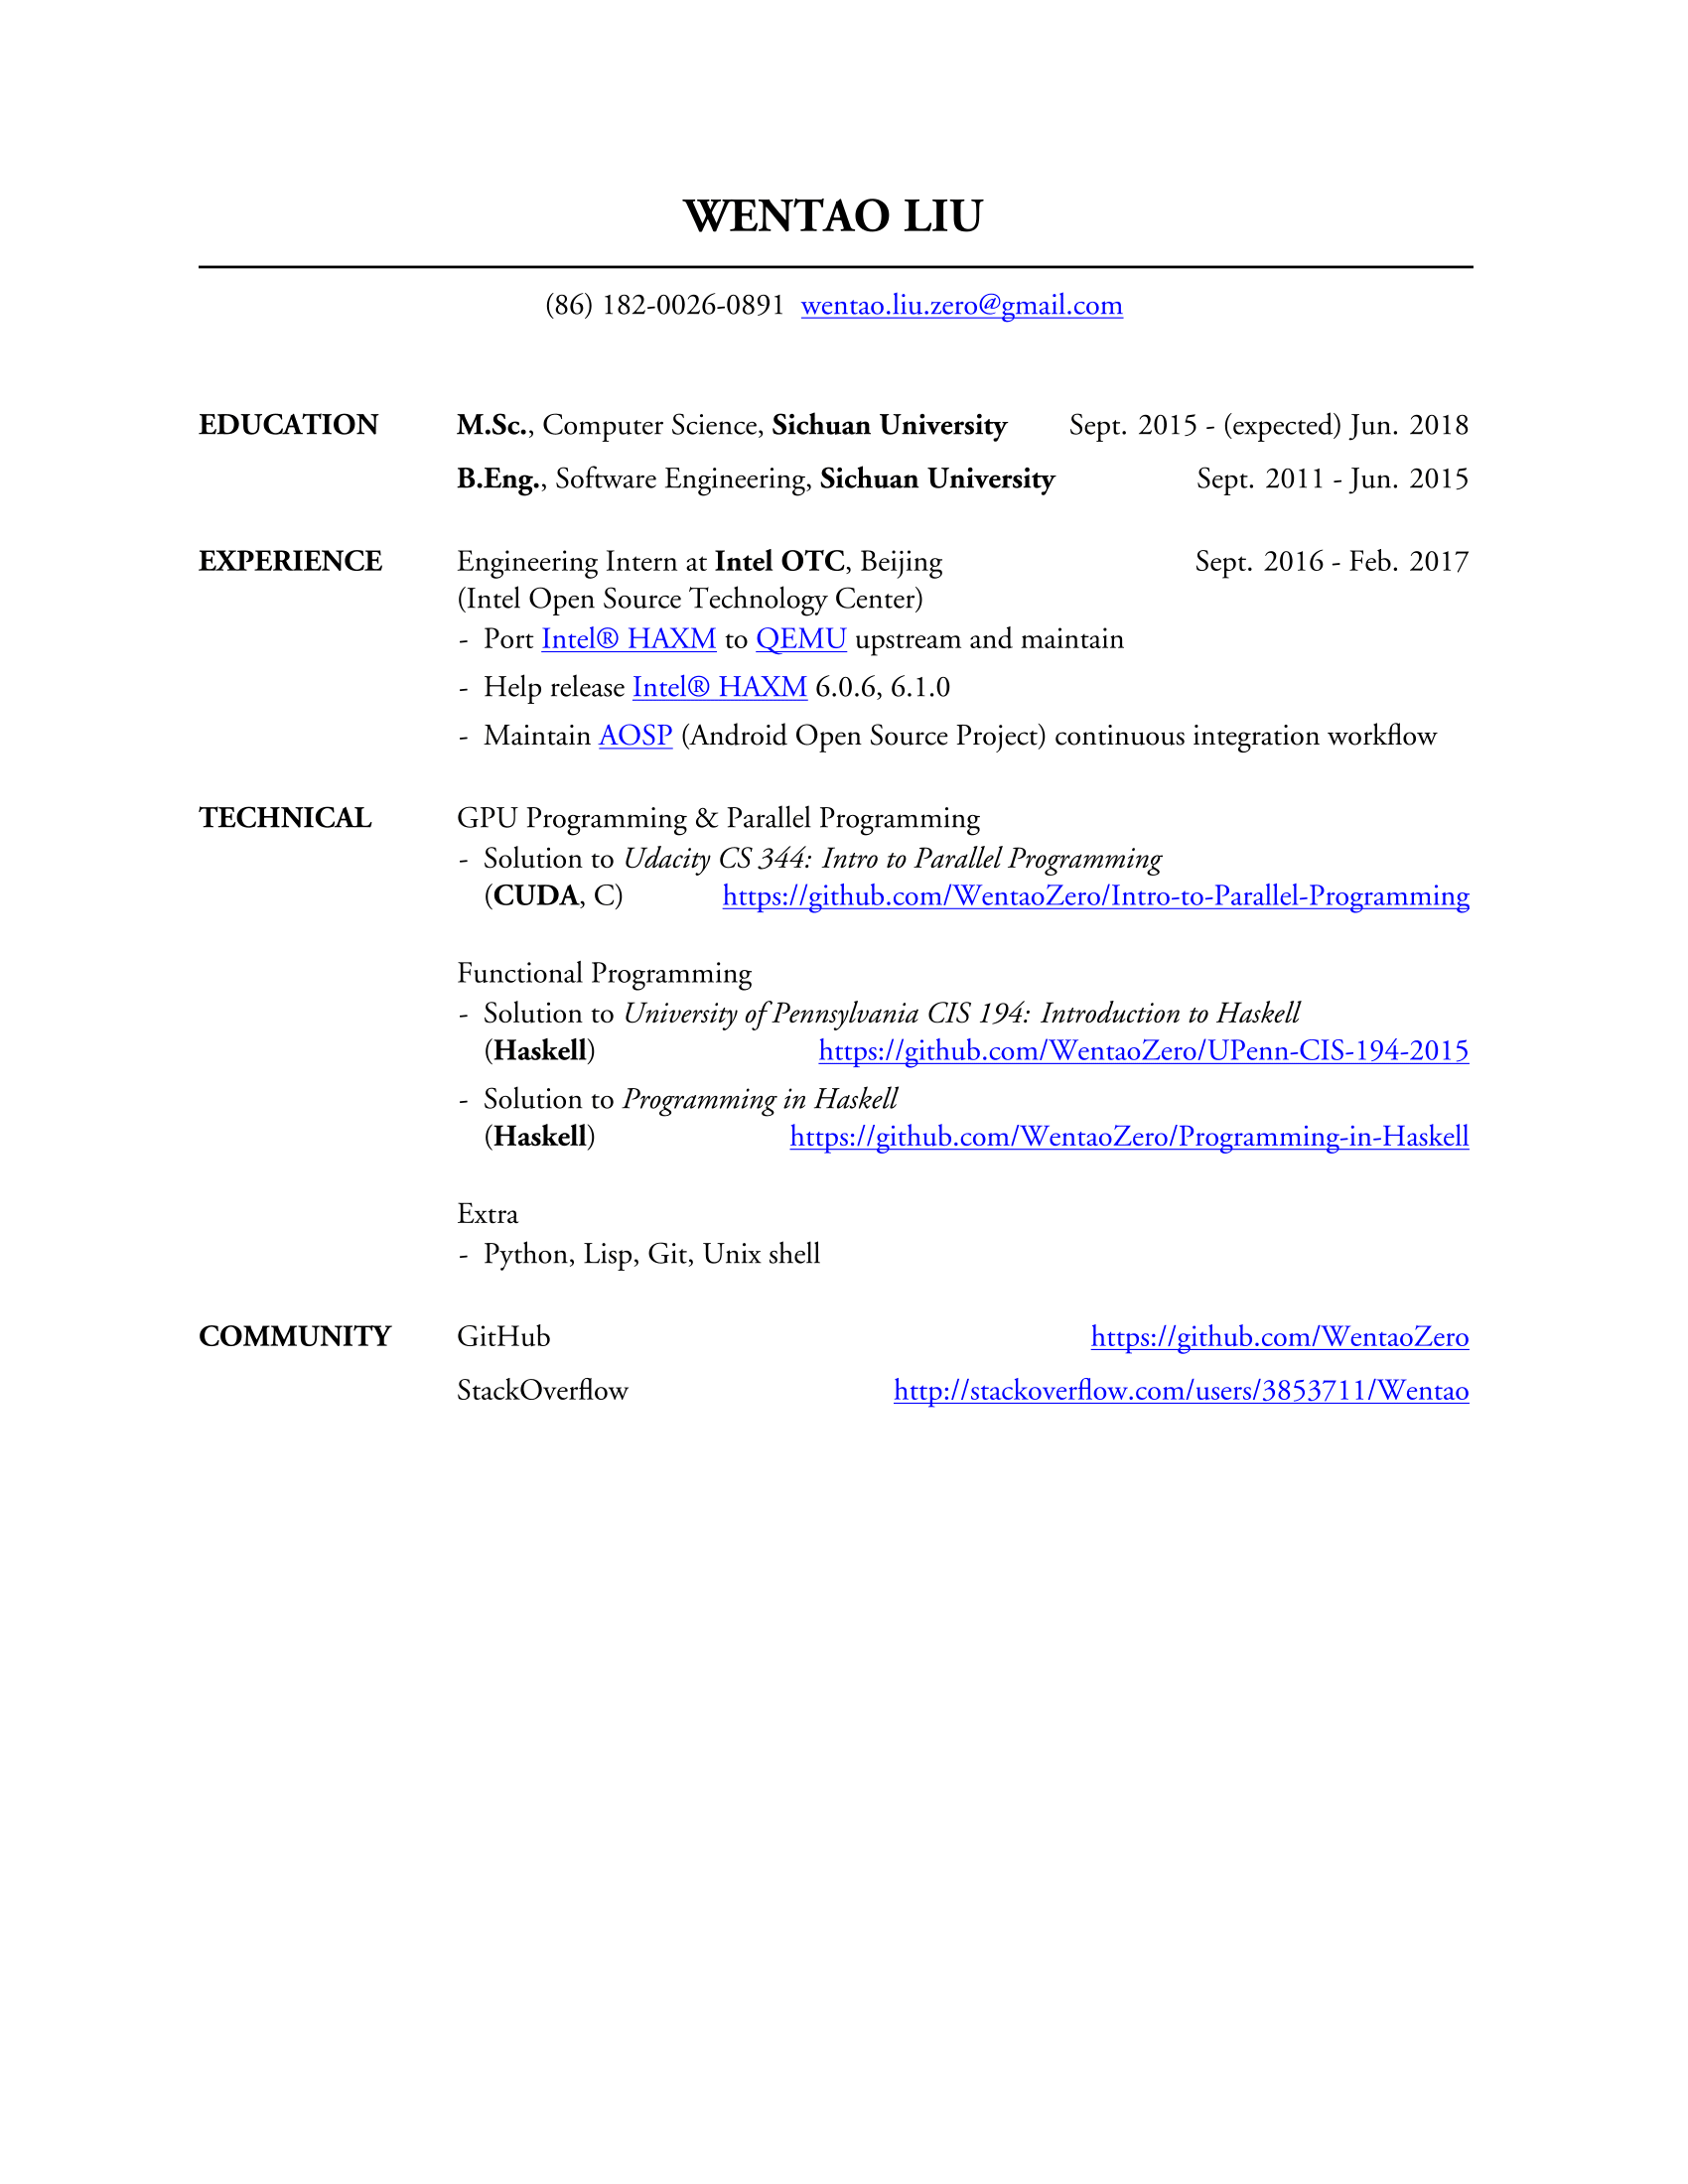 WENTAO LIU
(86) 182-0026-0891 wentao.liu.zero@gmail.com
EDUCATION M.Sc., Computer Science, Sichuan University Sept. 2015 - (expected) Jun. 2018
B.Eng., Software Engineering, Sichuan University Sept. 2011 - Jun. 2015
EXPERIENCE Engineering Intern at Intel OTC, Beijing Sept. 2016 - Feb. 2017
(Intel Open Source Technology Center)
- Port Intel® HAXM to QEMU upstream and maintain
- Help release Intel® HAXM 6.0.6, 6.1.0
- Maintain AOSP (Android Open Source Project) continuous integration workflow
TECHNICAL GPU Programming & Parallel Programming
- Solution to Udacity CS 344: Intro to Parallel Programming
(CUDA, C) https://github.com/WentaoZero/Intro-to-Parallel-Programming
Functional Programming
- Solution to University of Pennsylvania CIS 194: Introduction to Haskell
(Haskell) https://github.com/WentaoZero/UPenn-CIS-194-2015
- Solution to Programming in Haskell
(Haskell) https://github.com/WentaoZero/Programming-in-Haskell
Extra
- Python, Lisp, Git, Unix shell
COMMUNITY GitHub https://github.com/WentaoZero
StackOverflow http://stackoverflow.com/users/3853711/Wentao